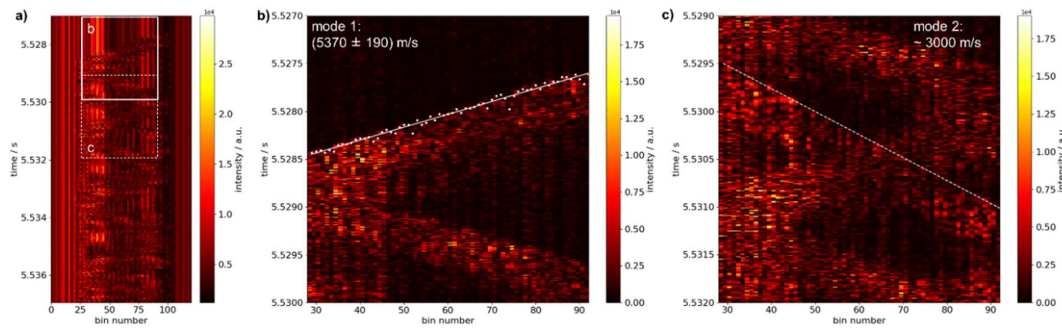 a)
b
c
5.528
5.530
5.532
5.534
5.536
time / s
0
25
50
75
100
bin number
1e4
2.5
2.0
1.5
1.0
0.5
intensity / a.u.
b)
mode 1:
(5370 ± 190) m/s
5.5270
5.5275
5.5280
5.5285
5.5290
5.5295
5.5300
time / s
30
40
50
60
70
80
90
bin number
1e4
1.75
1.50
1.25
1.00
0.75
0.50
0.25
0.00
intensity / a.u.
c)
mode 2:
~ 3000 m/s
5.5290
5.5295
5.5300
5.5305
5.5310
5.5315
5.5320
time / s
30
40
50
60
70
80
90
bin number
1e4
1.75
1.50
1.25
1.00
0.75
0.50
0.25
0.00
intensity / a.u.